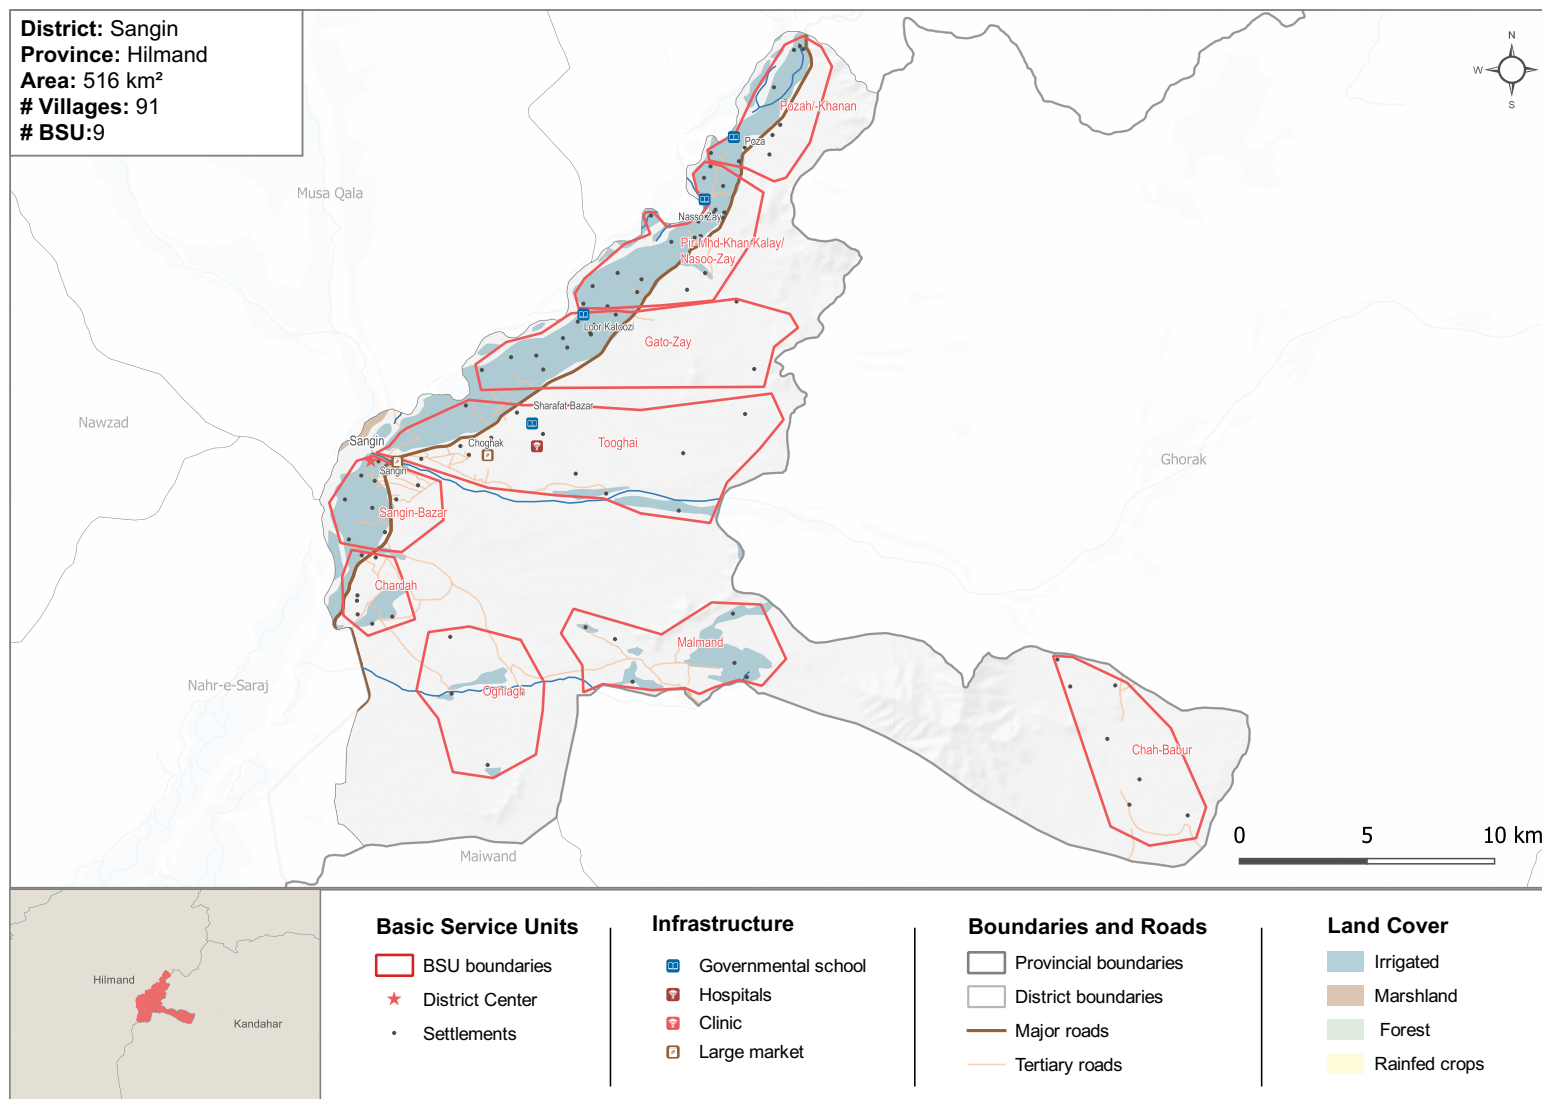 District: Sangin
Province: Hilmand
Area: 516 km²
# Villages: 91
# BSU:9
N
W
S
Pozah/-Khanan
Poza
Musa Qala
Nasso Zay
Pir-Mhd-Khan-Kalay/
Nasoo-Zay
Loor Katoozi
Gato-Zay
Sharafat Bazar
Nawzad
Sangin
Choghak
Tooghai
Ghorak
Sangin
Sangin-Bazar
Chardah
Malmand
Nahr-e-Saraj
Oghlagh
Chah-Babur
0 5 10 km
Maiwand
Hilmand
Kandahar
Basic Service Units
BSU boundaries
District Center
Settlements
Infrastructure
Governmental school
Hospitals
Clinic
Large market
Boundaries and Roads
Provincial boundaries
District boundaries
Major roads
Tertiary roads
Land Cover
Irrigated
Marshland
Forest
Rainfed crops